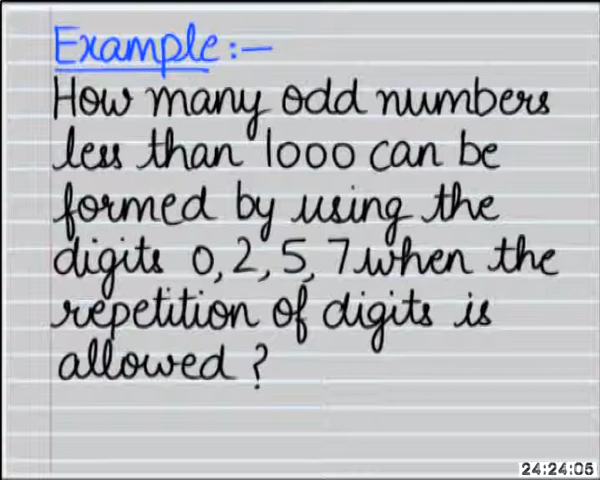 Example:-
How many odd numbers
less than 1000 can be
formed by using the
digits 0, 2, 5, 7 when the
repetition of digits is
allowed?
24:24:05